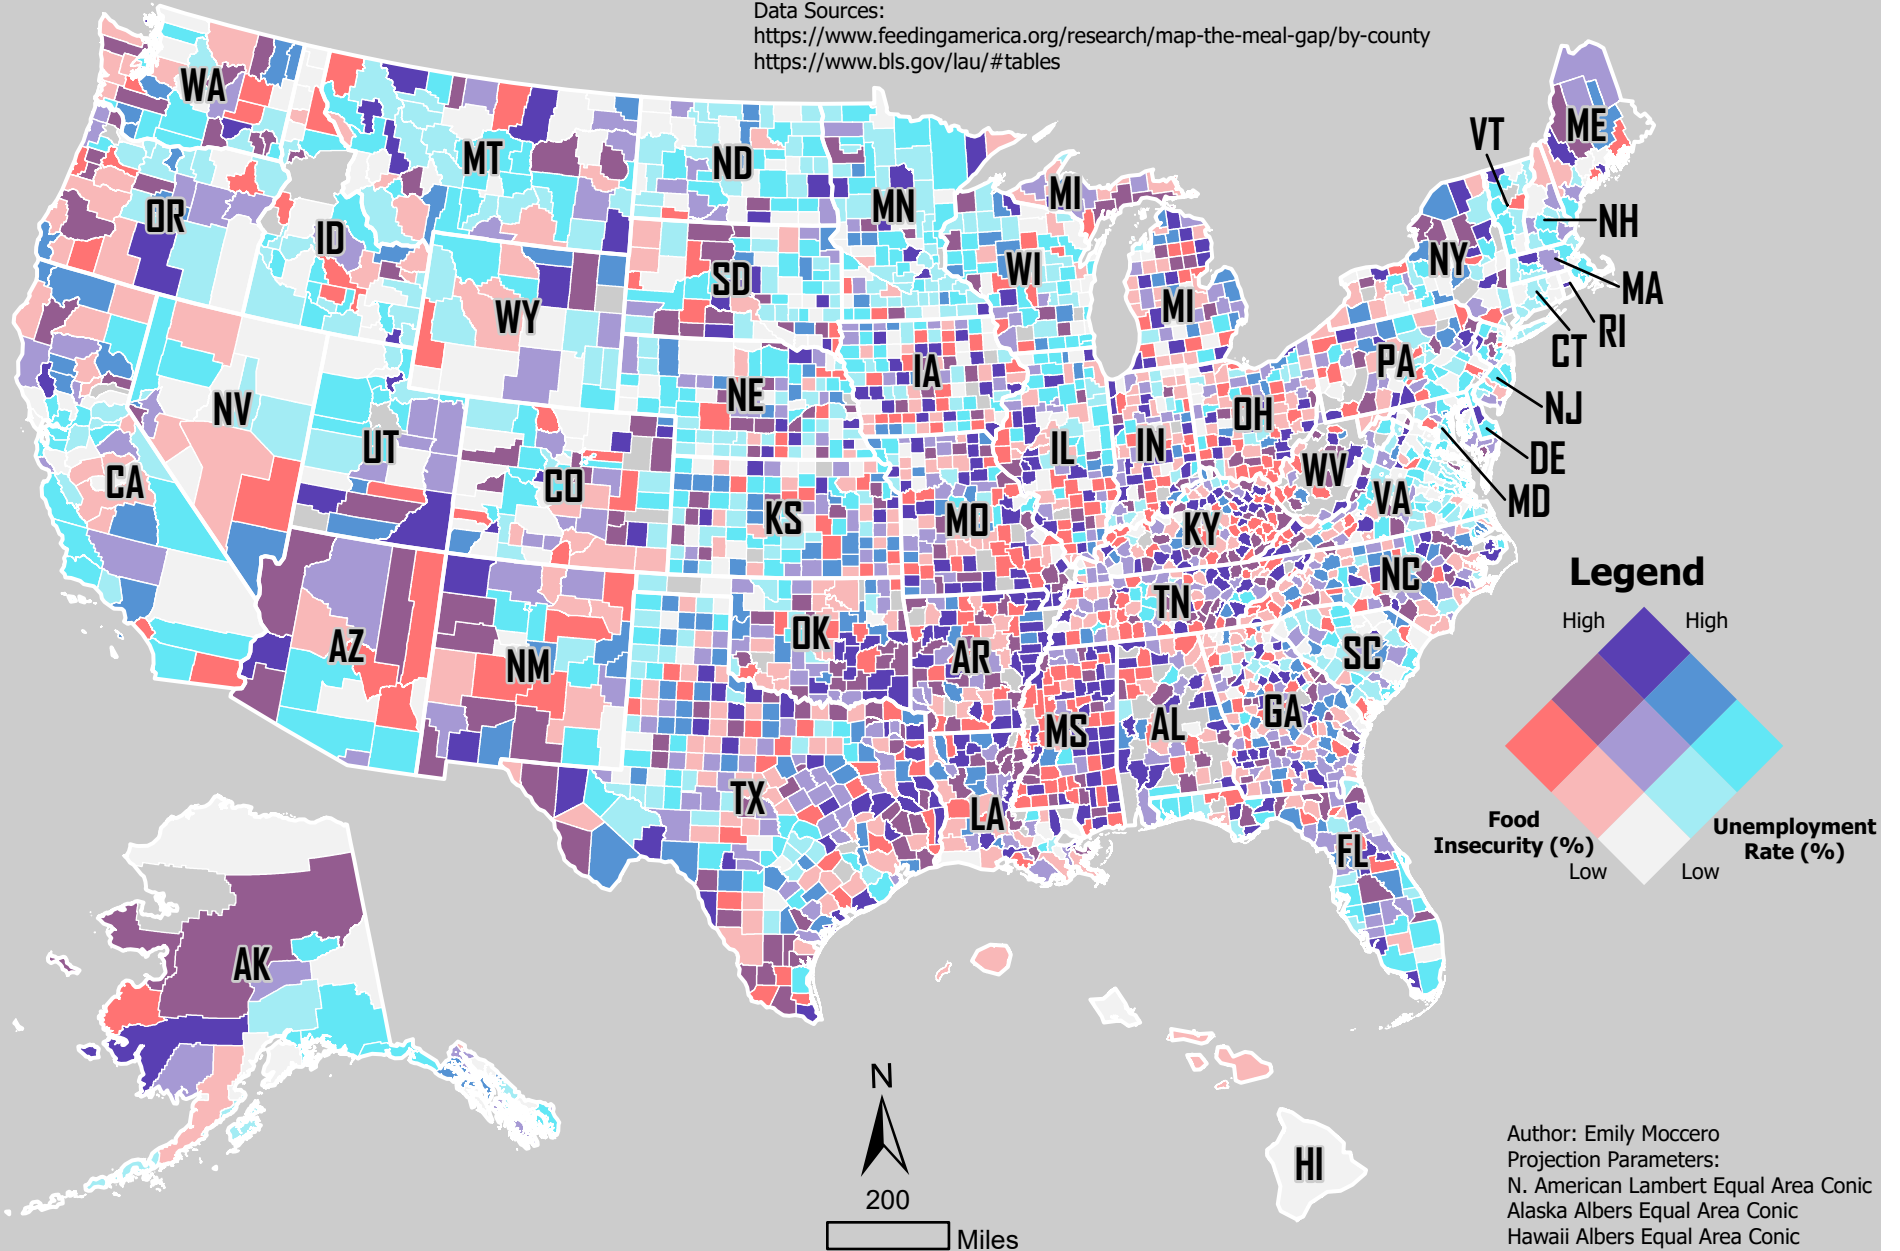 Data Sources:
https://www.feedingamerica.org/research/map-the-meal-gap/by-county
https://www.bls.gov/lau/#tables
WA
MT
ND
MN
MI
VT
ME
OR
ID
SD
WI
MI
NY
NH
MA
RI
CT
WY
IA
PA
NJ
NV
NE
OH
DE
UT
IL
IN
WV
MD
CA
CO
KS
MO
KY
VA
NC
Legend
AZ
NM
OK
AR
TN
SC
High
High
MS
AL
GA
TX
LA
FL
Food
Insecurity (%)
Low
Unemployment
Rate (%)
Low
AK
N
200
Miles
HI
Author: Emily Moccero
Projection Parameters:
N. American Lambert Equal Area Conic
Alaska Albers Equal Area Conic
Hawaii Albers Equal Area Conic